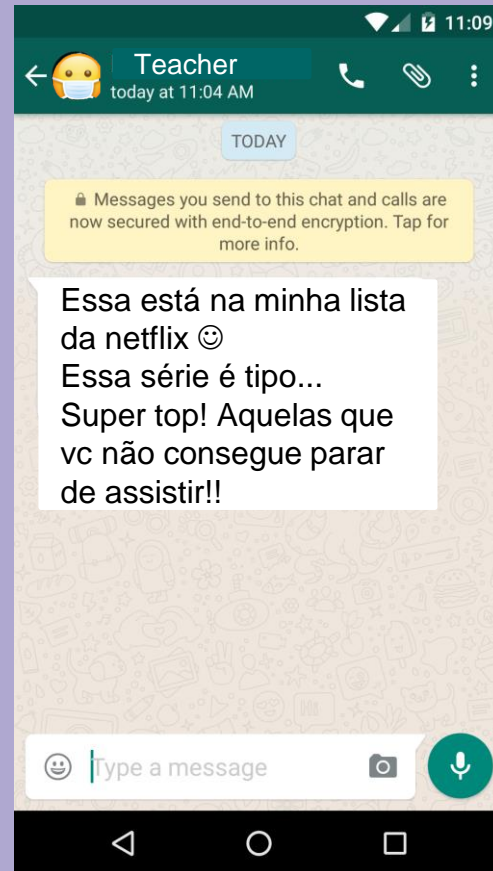 11:09
Teacher
today at 11:04 AM
TODAY
Messages you send to this chat and calls are
now secured with end-to-end encryption. Tap for
more info.
Essa está na minha lista
da netflix ☺
Essa série é tipo...
Super top! Aquelas que
vc não consegue parar
de assistir!!
Type a message